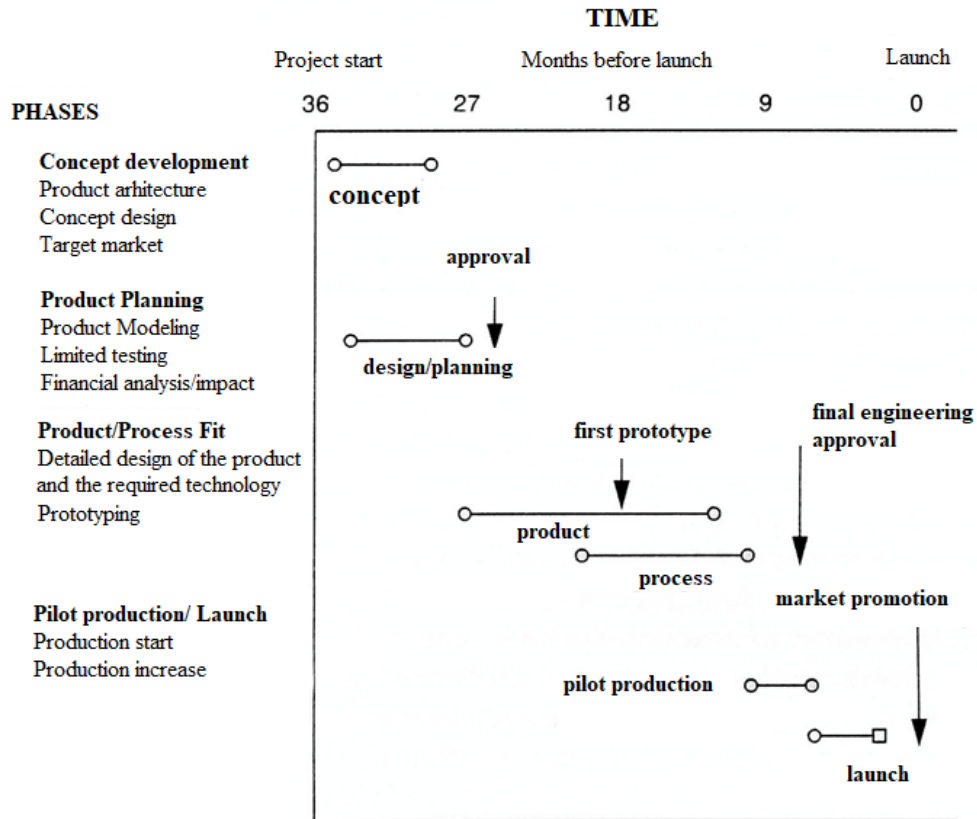 TIME
Project start
Months before launch
Launch
PHASES
36 27 18 9 0
Concept development
Product arhitecture
Concept design
Target market
concept
approval
Product Planning
Product Modeling
Limited testing
Financial analysis/impact
design/planning
Product/Process Fit
Detailed design of the product
and the required technology
Prototyping
first prototype
final engineering
approval
product
process
market promotion
Pilot production/ Launch
Production start
Production increase
pilot production
launch